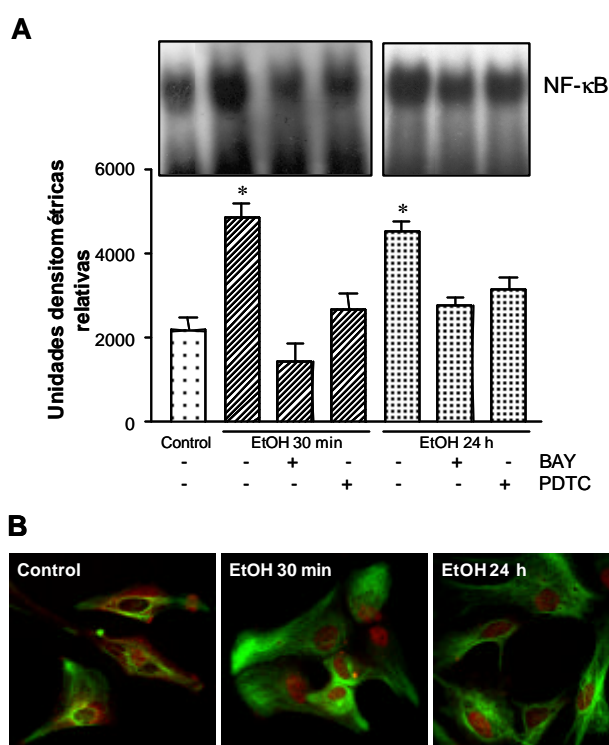 A
NF-κB
Unidades densitométricas
relativas
6000
4000
2000
0
*
*
Control
EtOH 30 min
EtOH 24 h
- - + - - + - BAY
- - - + - - + PDTC
B
Control
EtOH 30 min
EtOH 24 h